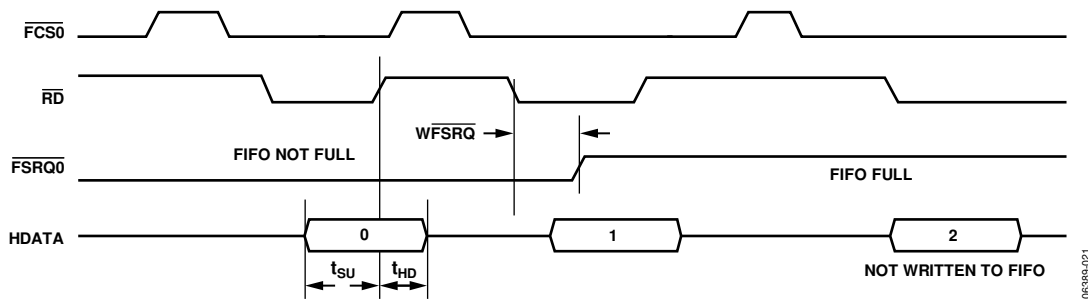 FCS0
RD
WFSRQ
FIFO NOT FULL
FSRQ0
FIFO FULL
HDATA
0
1
2
tSU
tHD
NOT WRITTEN TO FIFO
06989-021